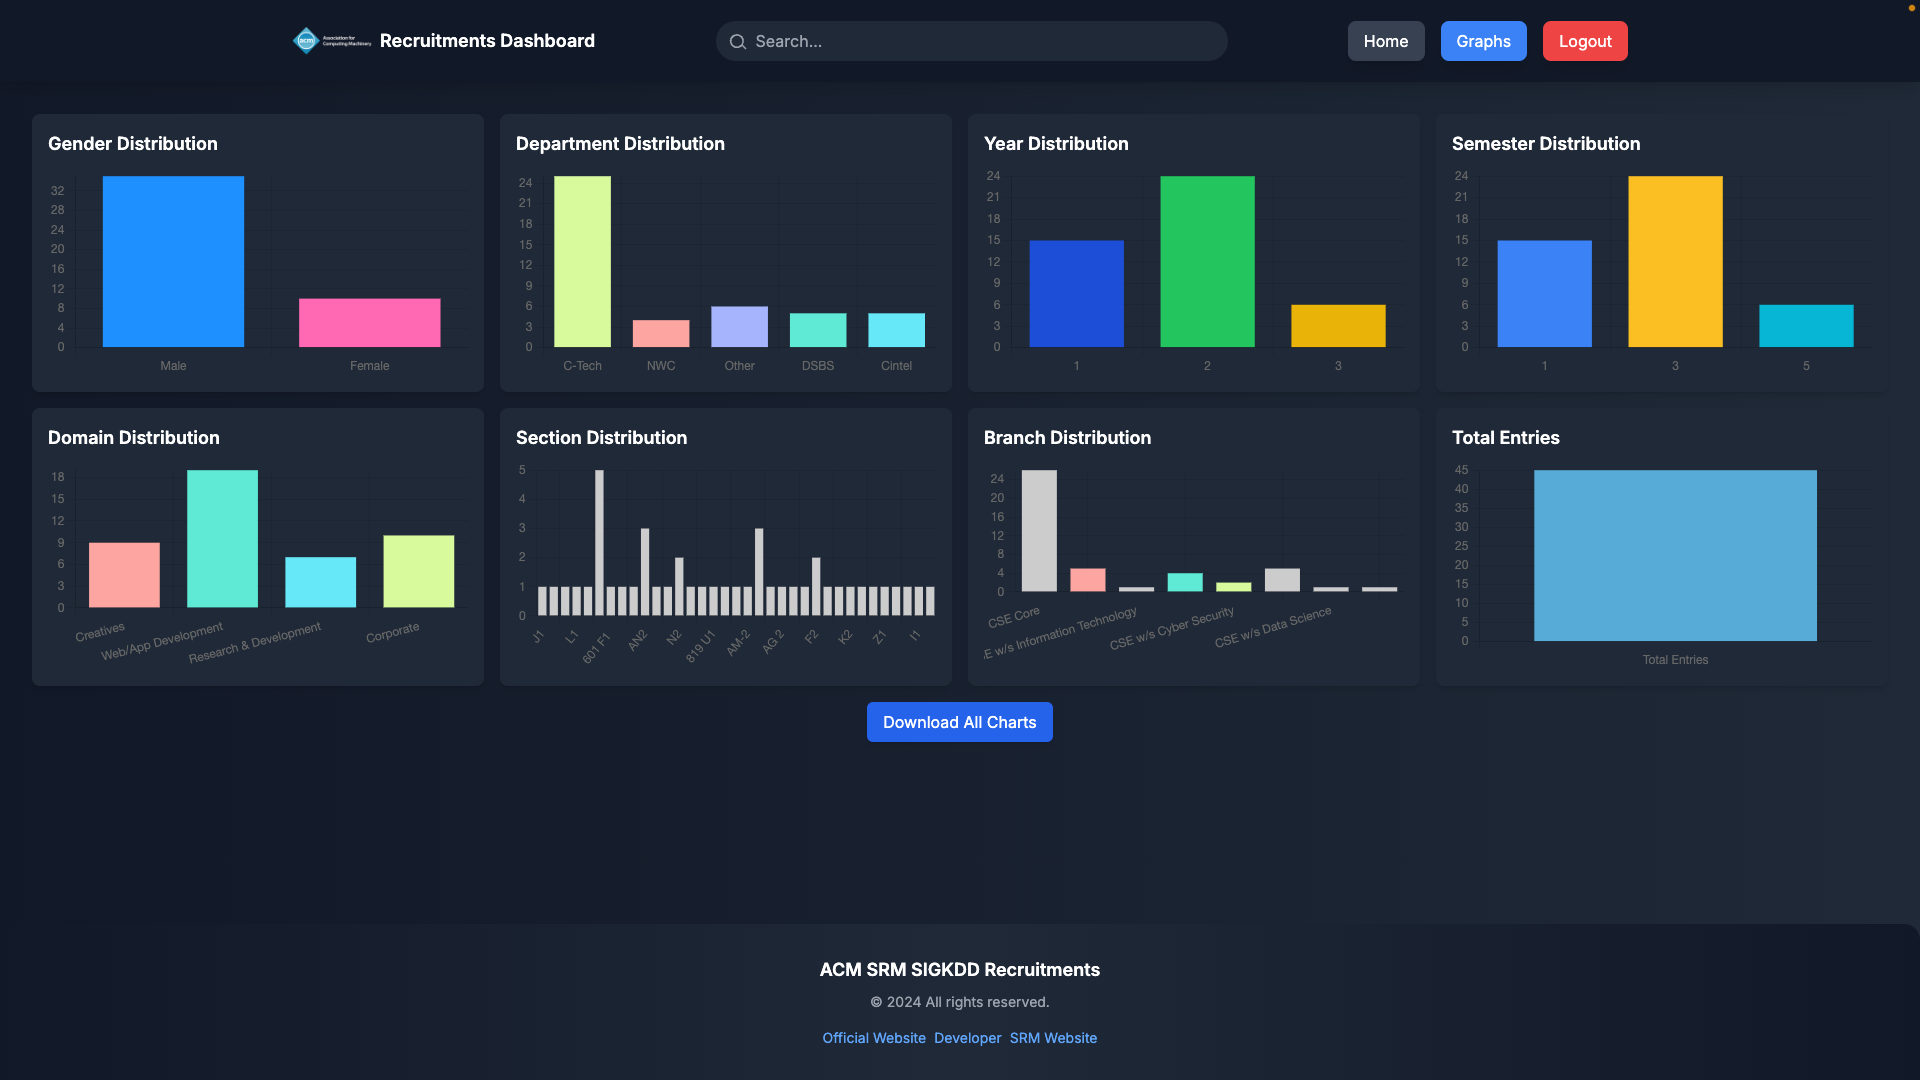 acm Association for
Computing Machinery
Recruitments Dashboard
Search...
Home
Graphs
Logout
Gender Distribution
32
28
24
20
16
12
8
4
0
Male
Female
Department Distribution
24
21
18
15
12
9
6
3
0
C-Tech
NWC
Other
DSBS
Cintel
Year Distribution
24
21
18
15
12
9
6
3
0
1
2
3
Semester Distribution
24
21
18
15
12
9
6
3
0
1
3
5
Domain Distribution
18
15
12
9
6
3
0
Creatives
Web/App Development
Research & Development
Corporate
Section Distribution
5
4
3
2
1
0
J1
L1
601 F1
AN2
N2
819 U1
AM-2
AG 2
F2
K2
Z1
I1
Branch Distribution
24
20
16
12
8
4
0
CSE Core
E w/s Information Technology
CSE w/s Cyber Security
CSE w/s Data Science
Total Entries
45
40
35
30
25
20
15
10
5
0
Total Entries
Download All Charts
ACM SRM SIGKDD Recruitments
© 2024 All rights reserved.
Official Website Developer SRM Website